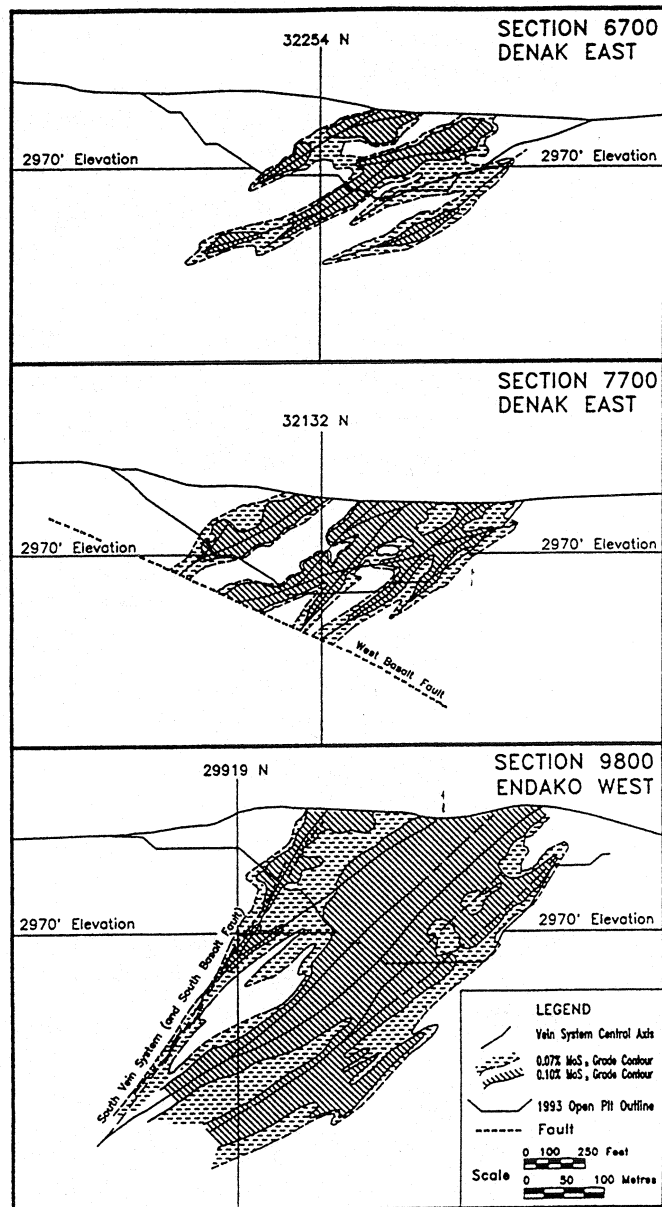 SECTION 6700
DENAK EAST
32254 N
2970' Elevation
2970' Elevation
SECTION 7700
DENAK EAST
32132 N
2970' Elevation
2970' Elevation
West Basalt Fault
SECTION 9800
ENDAKO WEST
29919 N
2970' Elevation
2970' Elevation
South Vein System (and South Basalt Fault)
LEGEND
Vein System Central Axis
0.07% MoS₂ Grade Contour
0.10% MoS₂ Grade Contour
1993 Open Pit Outline
Fault
0 100 250 Feet
Scale
0 50 100 Metres